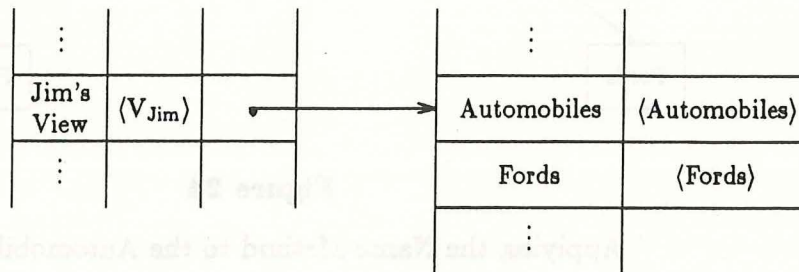 ⋮ ⋮
Jim's View ⟨V_Jim⟩ Automobiles ⟨Automobiles⟩
⋮ Fords ⟨Fords⟩
⋮